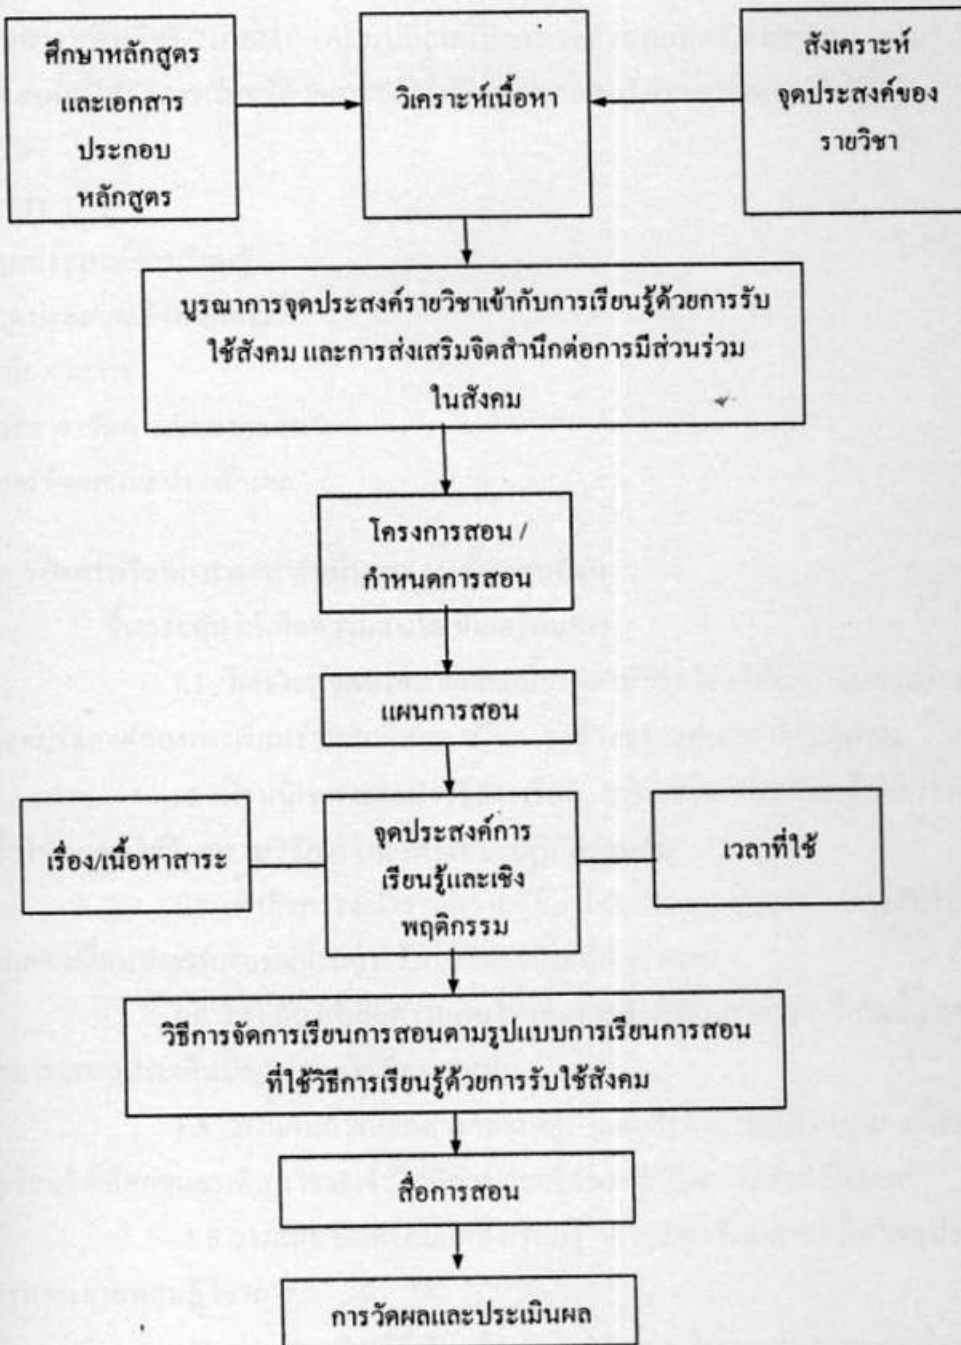 ศึกษาหลักสูตร
และเอกสาร
ประกอบ
หลักสูตร
วิเคราะห์เนื้อหา
สังเคราะห์
จุดประสงค์ของ
รายวิชา
บูรณาการจุดประสงค์รายวิชาเข้ากับการเรียนรู้ด้วยการรับ
ใช้สังคม และการส่งเสริมจิตสำนึกต่อการมีส่วนร่วม
ในสังคม
โครงการสอน /
กำหนดการสอน
แผนการสอน
เรื่อง/เนื้อหาสาระ
จุดประสงค์การ
เรียนรู้และเชิง
พฤติกรรม
เวลาที่ใช้
วิธีการจัดการเรียนการสอนตามรูปแบบการเรียนการสอน
ที่ใช้วิธีการเรียนรู้ด้วยการรับใช้สังคม
สื่อการสอน
การวัดผลและประเมินผล